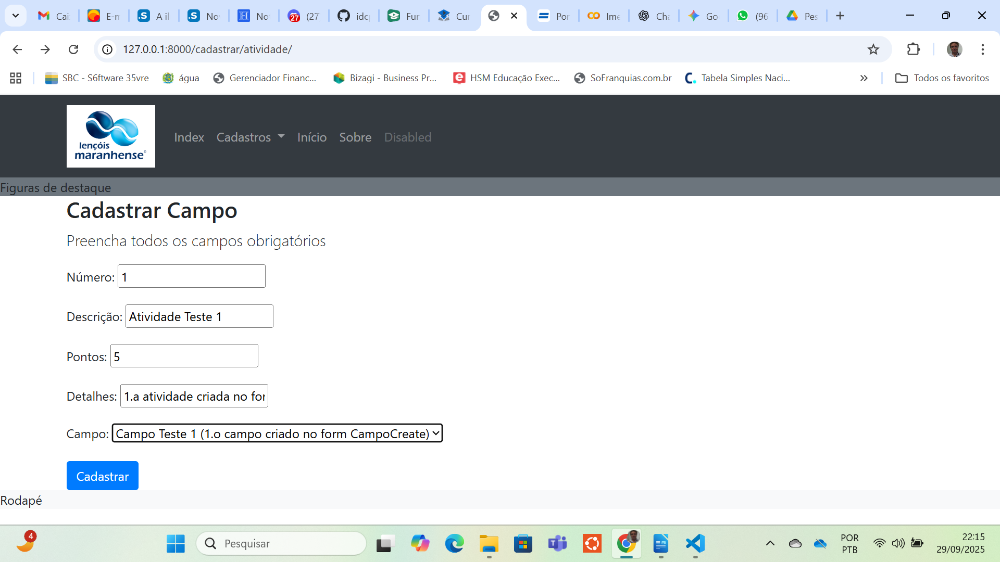 Cai
E-m
A il
No
No
27
(27
idc
Fur
Cur
Por
Ime
Cha
Go
(96
Pes
127.0.0.1:8000/cadastrar/atividade/
SBC - S6ftware 35vre
água
Gerenciador Financ...
Bizagi - Business Pr...
HSM Educação Exec...
SoFranquias.com.br
Tabela Simples Naci...
Todos os favoritos
lençóis
maranhense®
Index
Cadastros
Início
Sobre
Disabled
Figuras de destaque
Cadastrar Campo
Preencha todos os campos obrigatórios
Número: 1
Descrição: Atividade Teste 1
Pontos: 5
Detalhes: 1.a atividade criada no for
Campo: Campo Teste 1 (1.o campo criado no form CampoCreate)
Cadastrar
Rodapé
4
Pesquisar
POR
PTB
22:15
29/09/2025